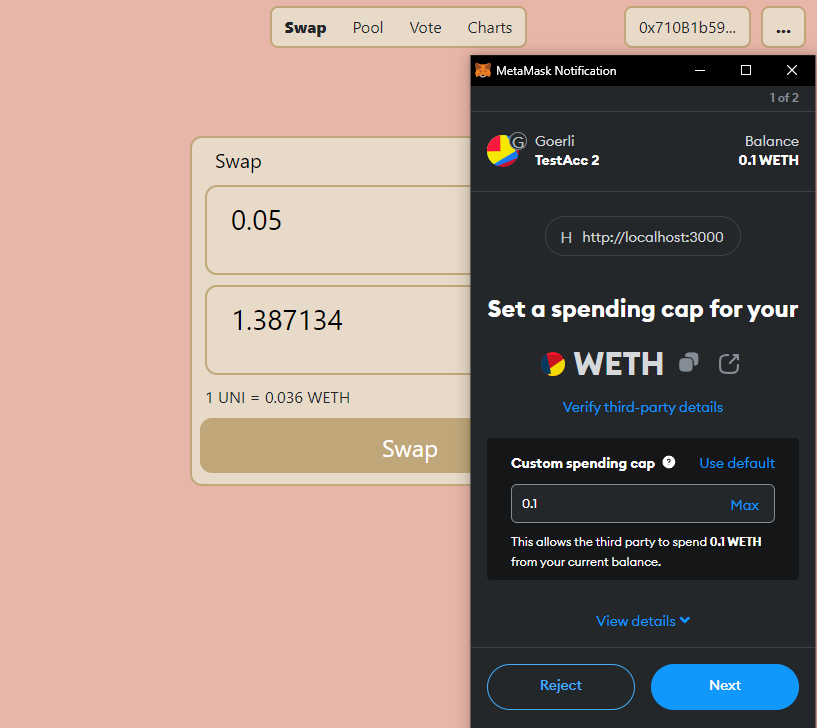 Swap Pool Vote Charts
0x710B1b59... ...
MetaMask Notification
1 of 2
G Goerli Balance
TestAcc 2 0.1 WETH
H http://localhost:3000
Set a spending cap for your
WETH
Verify third-party details
Custom spending cap ? Use default
0.1 Max
This allows the third party to spend 0.1 WETH
from your current balance.
View details
Reject Next
Swap
0.05
1.387134
1 UNI = 0.036 WETH
Swap